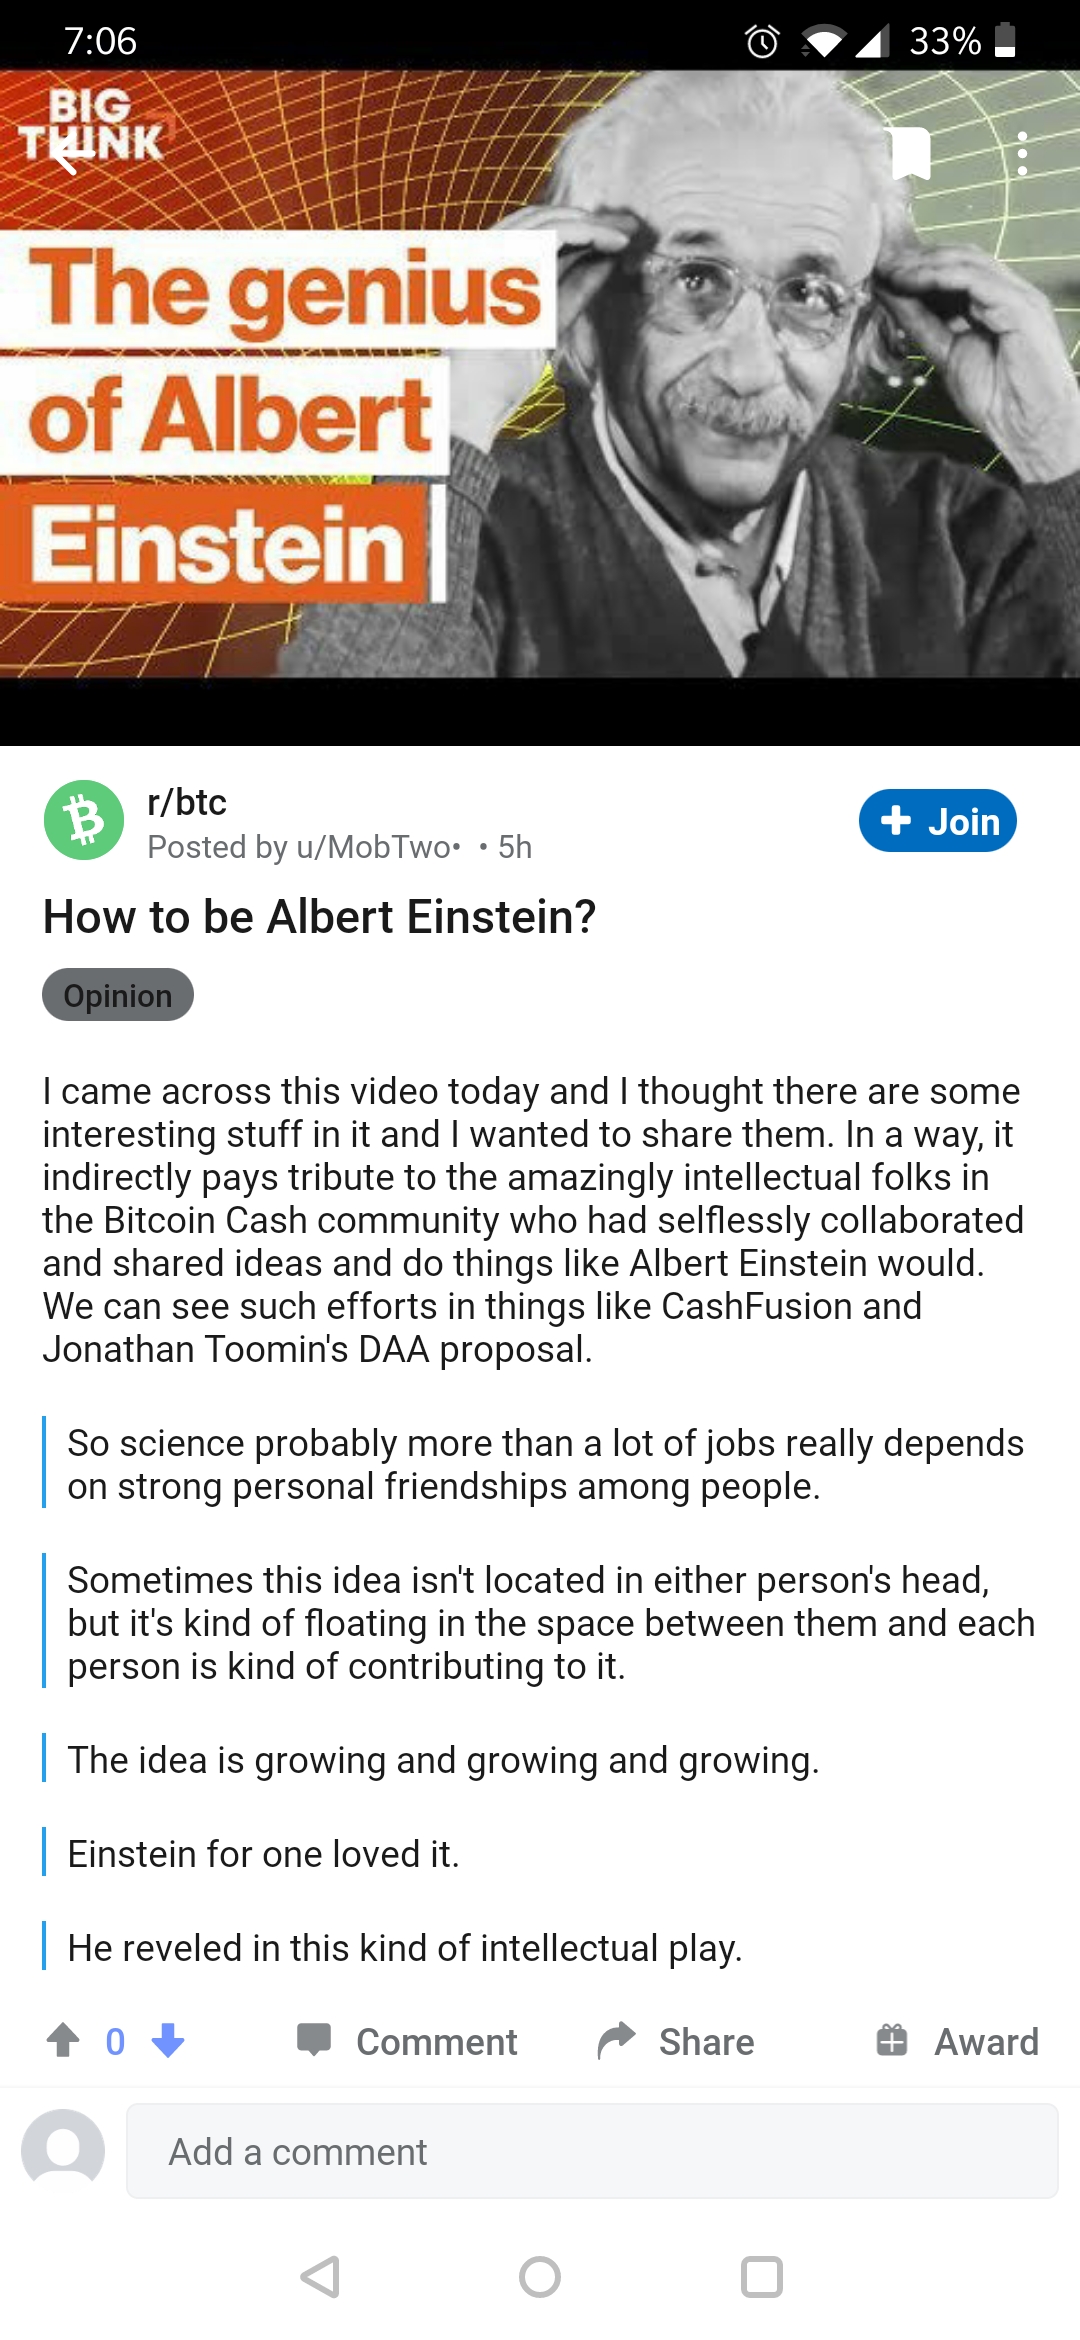 7:06
33%
BIG
THINK
The genius
of Albert
Einstein
r/btc
Join
Posted by u/MobTwo• • 5h
How to be Albert Einstein?
Opinion
I came across this video today and I thought there are some
interesting stuff in it and I wanted to share them. In a way, it
indirectly pays tribute to the amazingly intellectual folks in
the Bitcoin Cash community who had selflessly collaborated
and shared ideas and do things like Albert Einstein would.
We can see such efforts in things like CashFusion and
Jonathan Toomin's DAA proposal.
So science probably more than a lot of jobs really depends
on strong personal friendships among people.
Sometimes this idea isn't located in either person's head,
but it's kind of floating in the space between them and each
person is kind of contributing to it.
The idea is growing and growing and growing.
Einstein for one loved it.
He reveled in this kind of intellectual play.
0 Comment Share Award
Add a comment